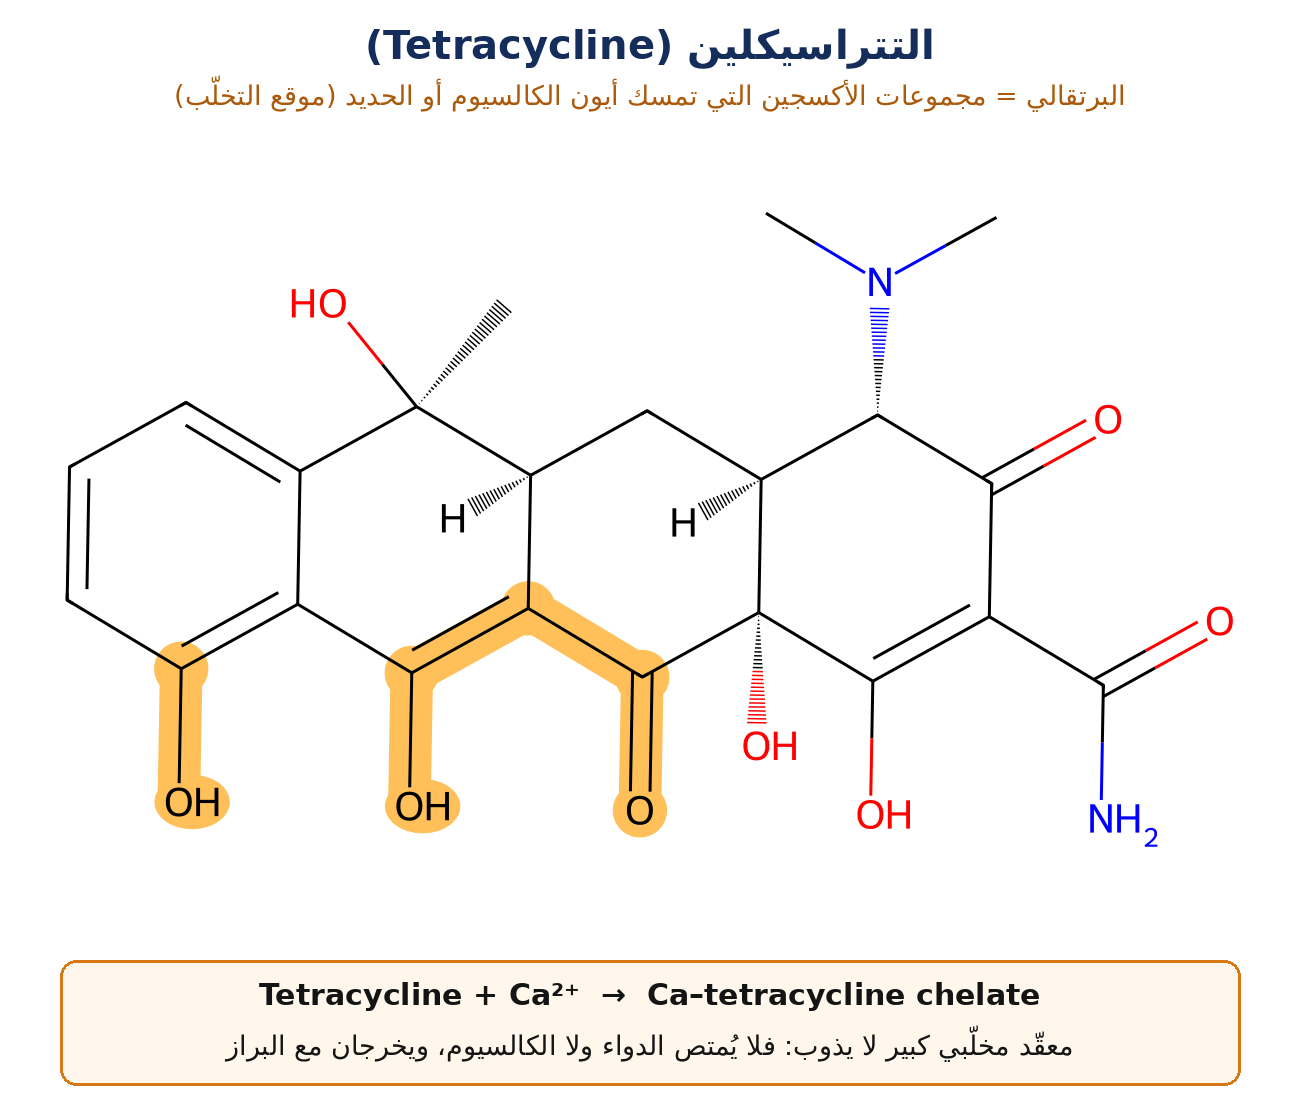 التتراسيكلين (Tetracycline)
البرتقالي = مجموعات الأكسجين التي تمسك أيون الكالسيوم أو الحديد (موقع التخلّب)
N
HO
O
H
H
O
OH
OH
OH
O
OH
NH₂
Tetracycline + Ca²⁺ → Ca–tetracycline chelate
معقّد مخلّبي كبير لا يذوب: فلا يُمتص الدواء ولا الكالسيوم، ويخرجان مع البراز